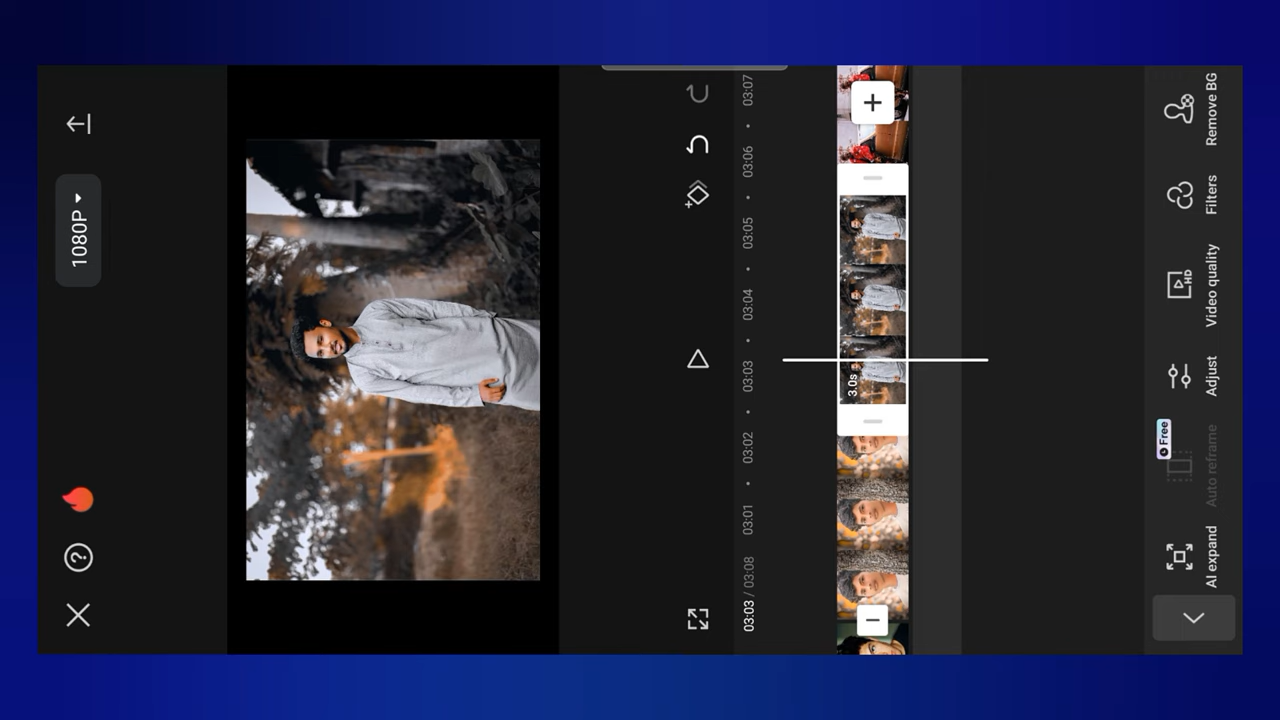 1080P
03:03 / 03:08
03:01
03:02
03:03
03:04
03:05
03:06
03:07
3.0s
AI expand
Free
Auto reframe
Adjust
HD
Video quality
Filters
Remove BG